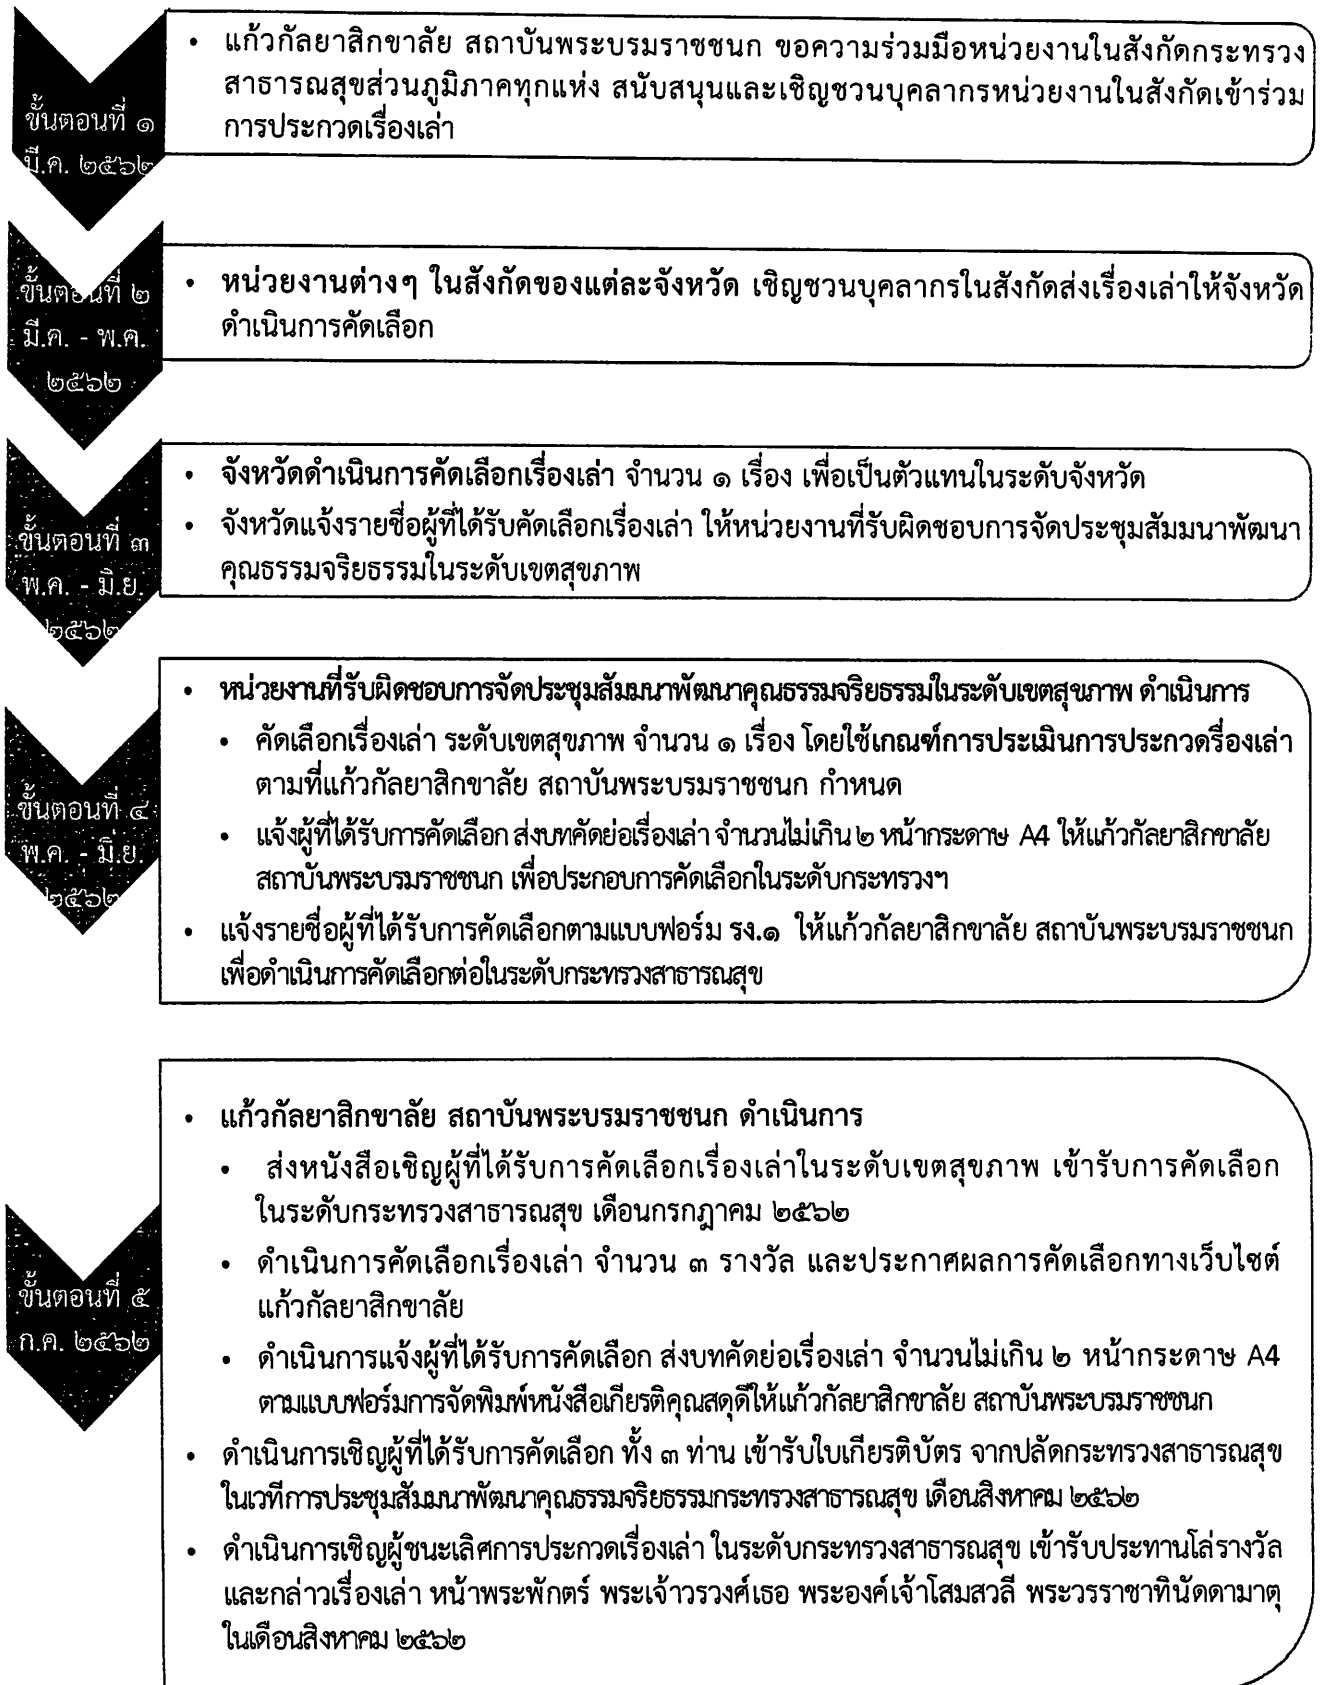 ขั้นตอนที่ ๑
มี.ค. ๒๕๖๒
• แก้วกัลยาสิกขาลัย สถาบันพระบรมราชชนก ขอความร่วมมือหน่วยงานในสังกัดกระทรวง
สาธารณสุขส่วนภูมิภาคทุกแห่ง สนับสนุนและเชิญชวนบุคลากรหน่วยงานในสังกัดเข้าร่วม
การประกวดเรื่องเล่า
ขั้นตอนที่ ๒
มี.ค. - พ.ค.
๒๕๖๒
• หน่วยงานต่างๆ ในสังกัดของแต่ละจังหวัด เชิญชวนบุคลากรในสังกัดส่งเรื่องเล่าให้จังหวัด
ดำเนินการคัดเลือก
ขั้นตอนที่ ๓
พ.ค. - มิ.ย.
๒๕๖๒
• จังหวัดดำเนินการคัดเลือกเรื่องเล่า จำนวน ๑ เรื่อง เพื่อเป็นตัวแทนในระดับจังหวัด
• จังหวัดแจ้งรายชื่อผู้ที่ได้รับคัดเลือกเรื่องเล่า ให้หน่วยงานที่รับผิดชอบการจัดประชุมสัมมนาพัฒนา
คุณธรรมจริยธรรมในระดับเขตสุขภาพ
ขั้นตอนที่ ๔
พ.ค. - มิ.ย.
๒๕๖๒
• หน่วยงานที่รับผิดชอบการจัดประชุมสัมมนาพัฒนาคุณธรรมจริยธรรมในระดับเขตสุขภาพ ดำเนินการ
• คัดเลือกเรื่องเล่า ระดับเขตสุขภาพ จำนวน ๑ เรื่อง โดยใช้เกณฑ์การประเมินการประกวดรื่องเล่า
ตามที่แก้วกัลยาสิกขาลัย สถาบันพระบรมราชชนก กำหนด
• แจ้งผู้ที่ได้รับการคัดเลือก ส่งบทคัดย่อเรื่องเล่า จำนวนไม่เกิน ๒ หน้ากระดาษ A4 ให้แก้วกัลยาสิกขาลัย
สถาบันพระบรมราชชนก เพื่อประกอบการคัดเลือกในระดับกระทรวงฯ
• แจ้งรายชื่อผู้ที่ได้รับการคัดเลือกตามแบบฟอร์ม รง.๑ ให้แก้วกัลยาสิกขาลัย สถาบันพระบรมราชชนก
เพื่อดำเนินการคัดเลือกต่อในระดับกระทรวงสาธารณสุข
ขั้นตอนที่ ๕
ก.ค. ๒๕๖๒
• แก้วกัลยาสิกขาลัย สถาบันพระบรมราชชนก ดำเนินการ
• ส่งหนังสือเชิญผู้ที่ได้รับการคัดเลือกเรื่องเล่าในระดับเขตสุขภาพ เข้ารับการคัดเลือก
ในระดับกระทรวงสาธารณสุข เดือนกรกฎาคม ๒๕๖๒
• ดำเนินการคัดเลือกเรื่องเล่า จำนวน ๓ รางวัล และประกาศผลการคัดเลือกทางเว็บไซต์
แก้วกัลยาสิกขาลัย
• ดำเนินการแจ้งผู้ที่ได้รับการคัดเลือก ส่งบทคัดย่อเรื่องเล่า จำนวนไม่เกิน ๒ หน้ากระดาษ A4
ตามแบบฟอร์มการจัดพิมพ์หนังสือเกียรติคุณสดุดีให้แก้วกัลยาสิกขาลัย สถาบันพระบรมราชชนก
• ดำเนินการเชิญผู้ที่ได้รับการคัดเลือก ทั้ง ๓ ท่าน เข้ารับใบเกียรติบัตร จากปลัดกระทรวงสาธารณสุข
ในเวทีการประชุมสัมมนาพัฒนาคุณธรรมจริยธรรมกระทรวงสาธารณสุข เดือนสิงหาคม ๒๕๖๒
• ดำเนินการเชิญผู้ชนะเลิศการประกวดเรื่องเล่า ในระดับกระทรวงสาธารณสุข เข้ารับประทานโล่รางวัล
และกล่าวเรื่องเล่า หน้าพระพักตร์ พระเจ้าวรวงศ์เธอ พระองค์เจ้าโสมสวลี พระวรราชาทินัดดามาตุ
ในเดือนสิงหาคม ๒๕๖๒